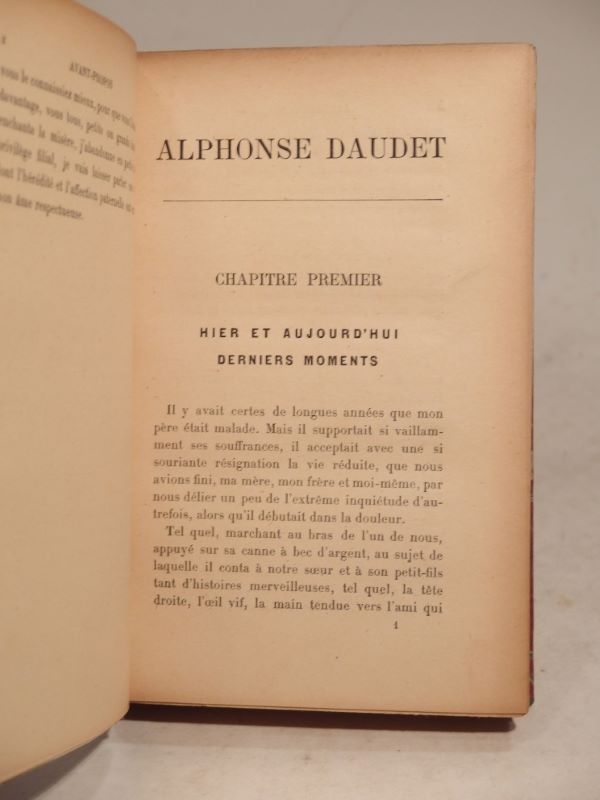 AVANT-PROPOS
vous le connaissiez mieux, pour que vous
davantage, vous tous, petits ou grands
enchanta la misère, j'abandonne en
privilège filial, je vais laisser parler
dont l'hérédité et l'affection paternelle ont
mon âme respectueuse.
ALPHONSE DAUDET
CHAPITRE PREMIER
HIER ET AUJOURD'HUI
DERNIERS MOMENTS
Il y avait certes de longues années que mon
père était malade. Mais il supportait si vaillam-
ment ses souffrances, il acceptait avec une si
souriante résignation la vie réduite, que nous
avions fini, ma mère, mon frère et moi-même, par
nous délier un peu de l'extrême inquiétude d'au-
trefois, alors qu'il débutait dans la douleur.
Tel quel, marchant au bras de l'un de nous,
appuyé sur sa canne à bec d'argent, au sujet de
laquelle il conta à notre sœur et à son petit-fils
tant d'histoires merveilleuses, tel quel, la tête
droite, l'œil vif, la main tendue vers l'ami qui
1